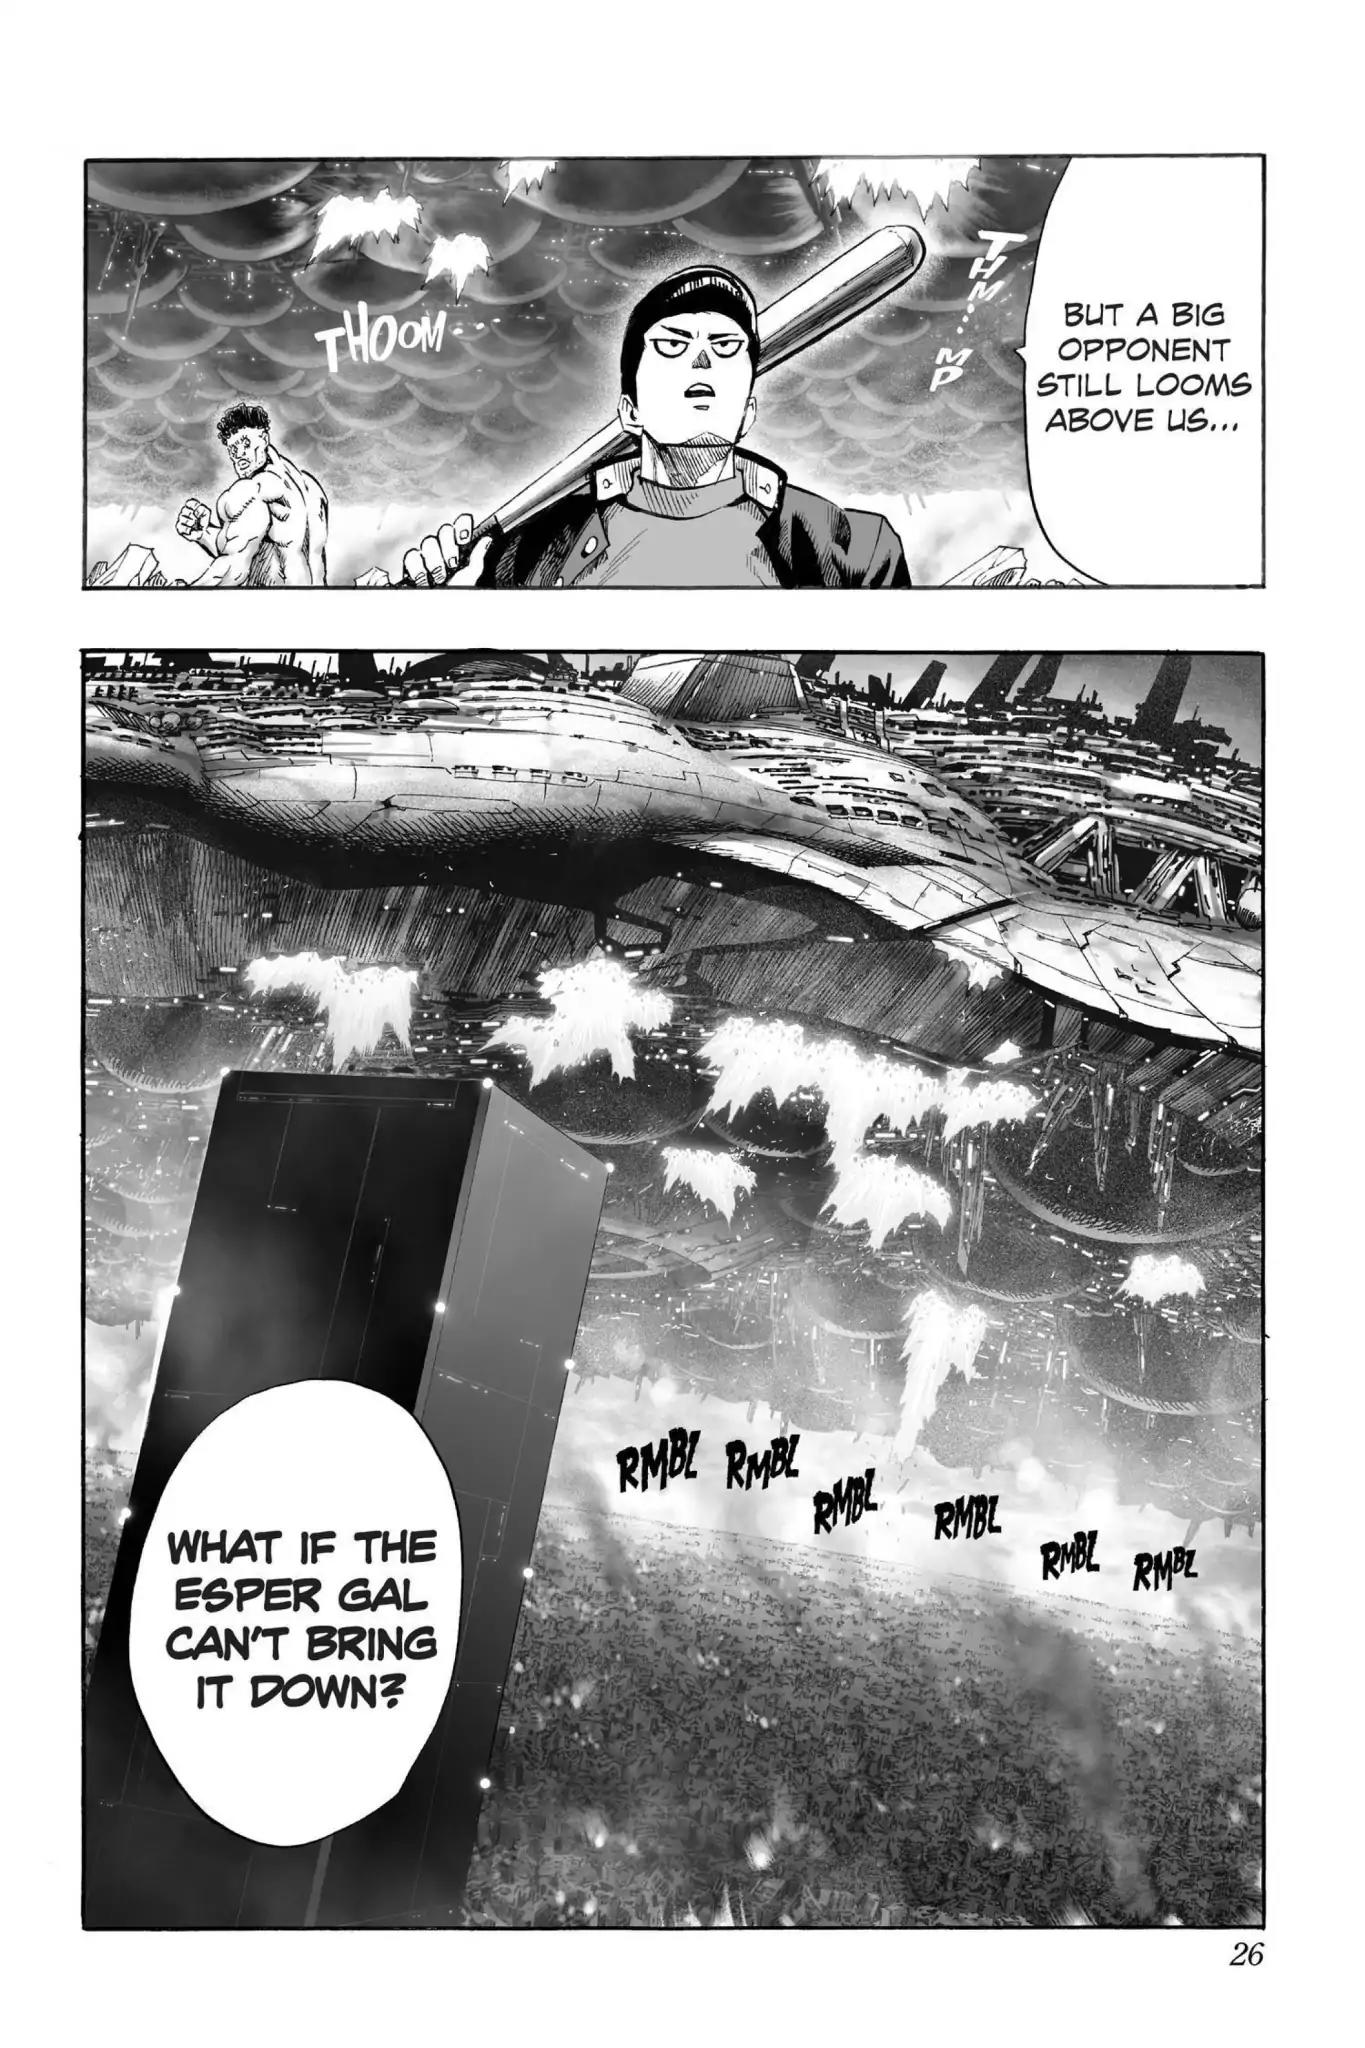 BUT A BIG
OPPONENT
STILL LOOMS
ABOVE US...
THM...MP
THOOM...
RMBL
RMBL
RMBL
RMBL
RMBL
RMBL
WHAT IF THE
ESPER GAL
CAN'T BRING
IT DOWN?
26